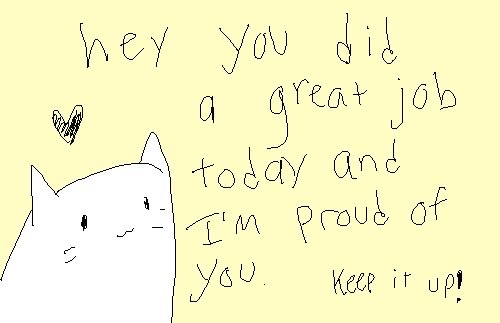 hey you did
a great job
today and
I'm proud of
you.
Keep it up!